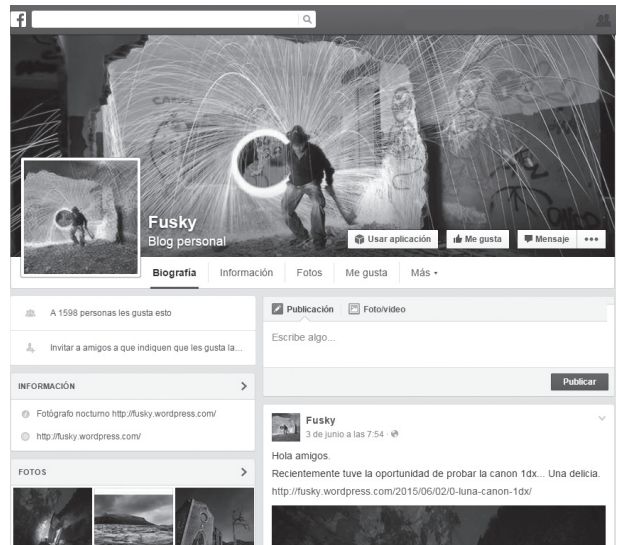 f
Fusky
Blog personal
Usar aplicación
Me gusta
Mensaje
Biografía
Información
Fotos
Me gusta
Más
A 1598 personas les gusta esto
Invitar a amigos a que indiquen que les gusta la...
INFORMACIÓN
Fotógrafo nocturno http://fusky.wordpress.com/
http://fusky.wordpress.com/
FOTOS
Publicación
Foto/video
Escribe algo...
Publicar
Fusky
3 de junio a las 7:54 ·
Hola amigos.
Recientemente tuve la oportunidad de probar la canon 1dx... Una delicia.
http://fusky.wordpress.com/2015/06/02/0-luna-canon-1dx/